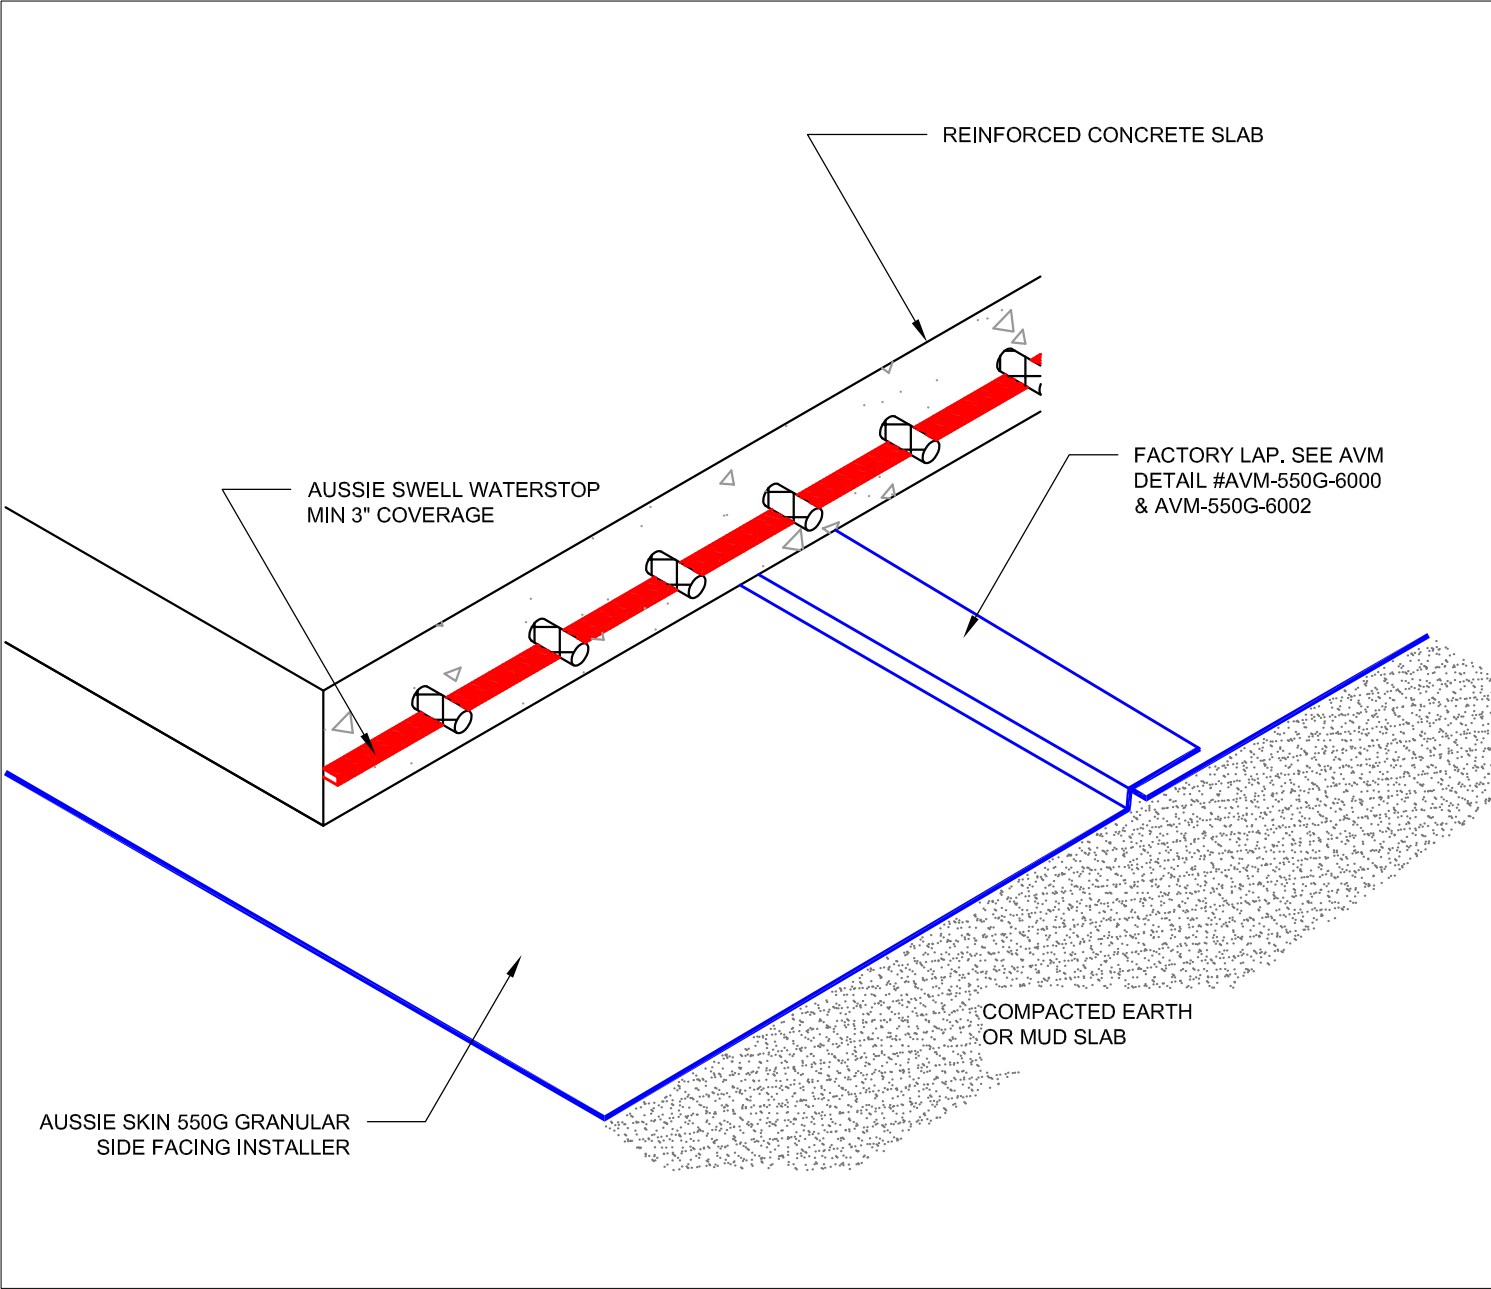 REINFORCED CONCRETE SLAB
AUSSIE SWELL WATERSTOP
MIN 3" COVERAGE
FACTORY LAP. SEE AVM
DETAIL #AVM-550G-6000
& AVM-550G-6002
COMPACTED EARTH
OR MUD SLAB
AUSSIE SKIN 550G GRANULAR
SIDE FACING INSTALLER